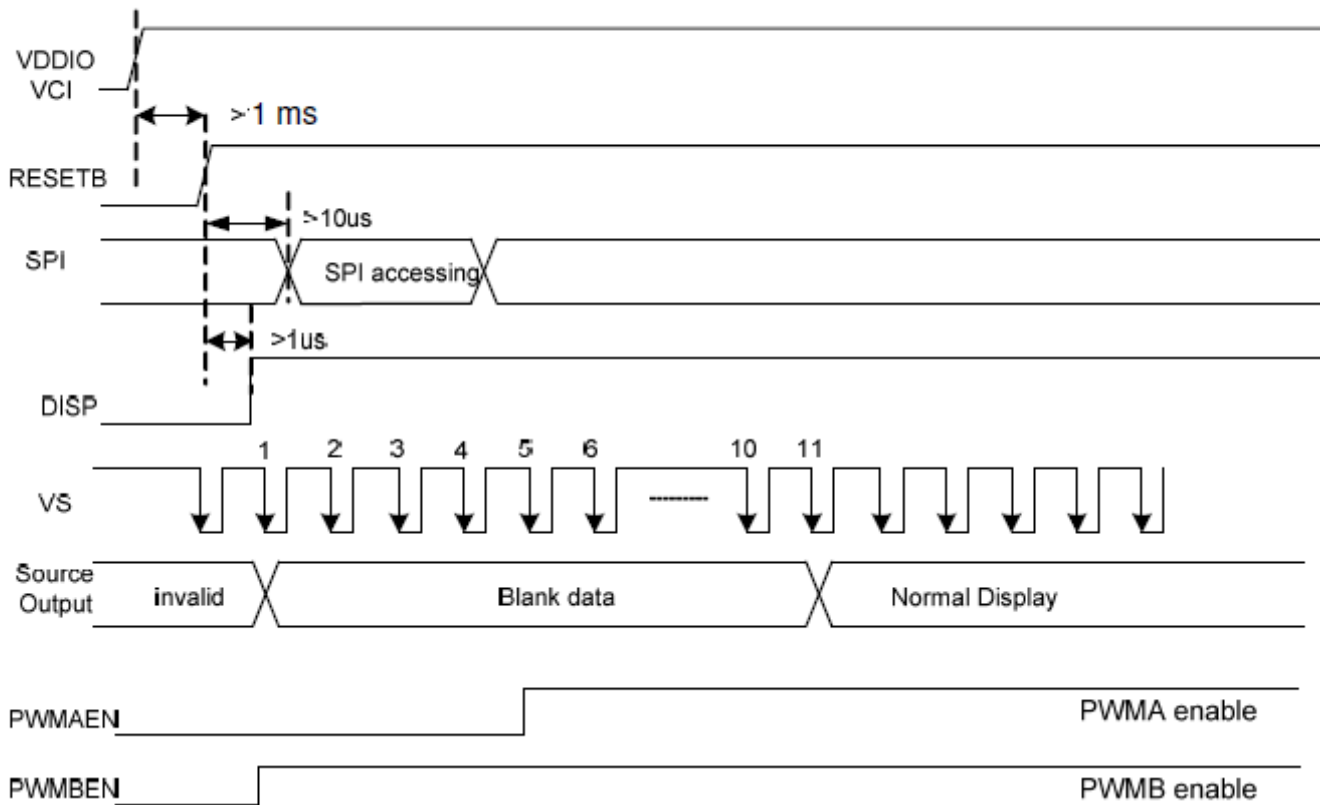 VDDIO
VCI
> 1 ms
RESETB
>10us
SPI
SPI accessing
>1us
DISP
1 2 3 4 5 6 10 11
VS
Source
Output
invalid
Blank data
Normal Display
PWMAEN
PWMA enable
PWMBEN
PWMB enable